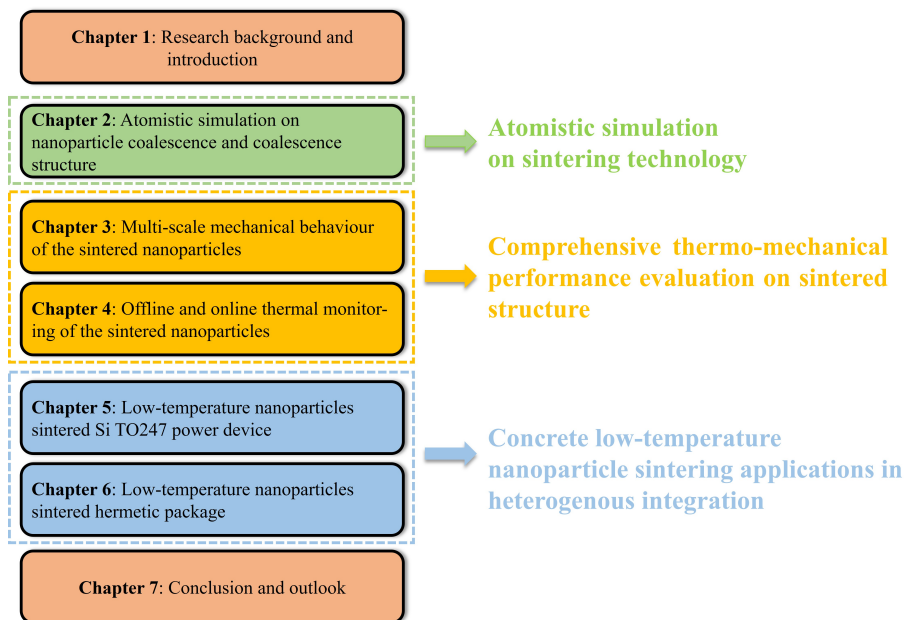 Chapter 1: Research background and
introduction
Chapter 2: Atomistic simulation on
nanoparticle coalescence and coalescence
structure
Atomistic simulation
on sintering technology
Chapter 3: Multi-scale mechanical behaviour
of the sintered nanoparticles
Chapter 4: Offline and online thermal monitor-
ing of the sintered nanoparticles
Comprehensive thermo-mechanical
performance evaluation on sintered
structure
Chapter 5: Low-temperature nanoparticles
sintered Si TO247 power device
Chapter 6: Low-temperature nanoparticles
sintered hermetic package
Concrete low-temperature
nanoparticle sintering applications in
heterogenous integration
Chapter 7: Conclusion and outlook